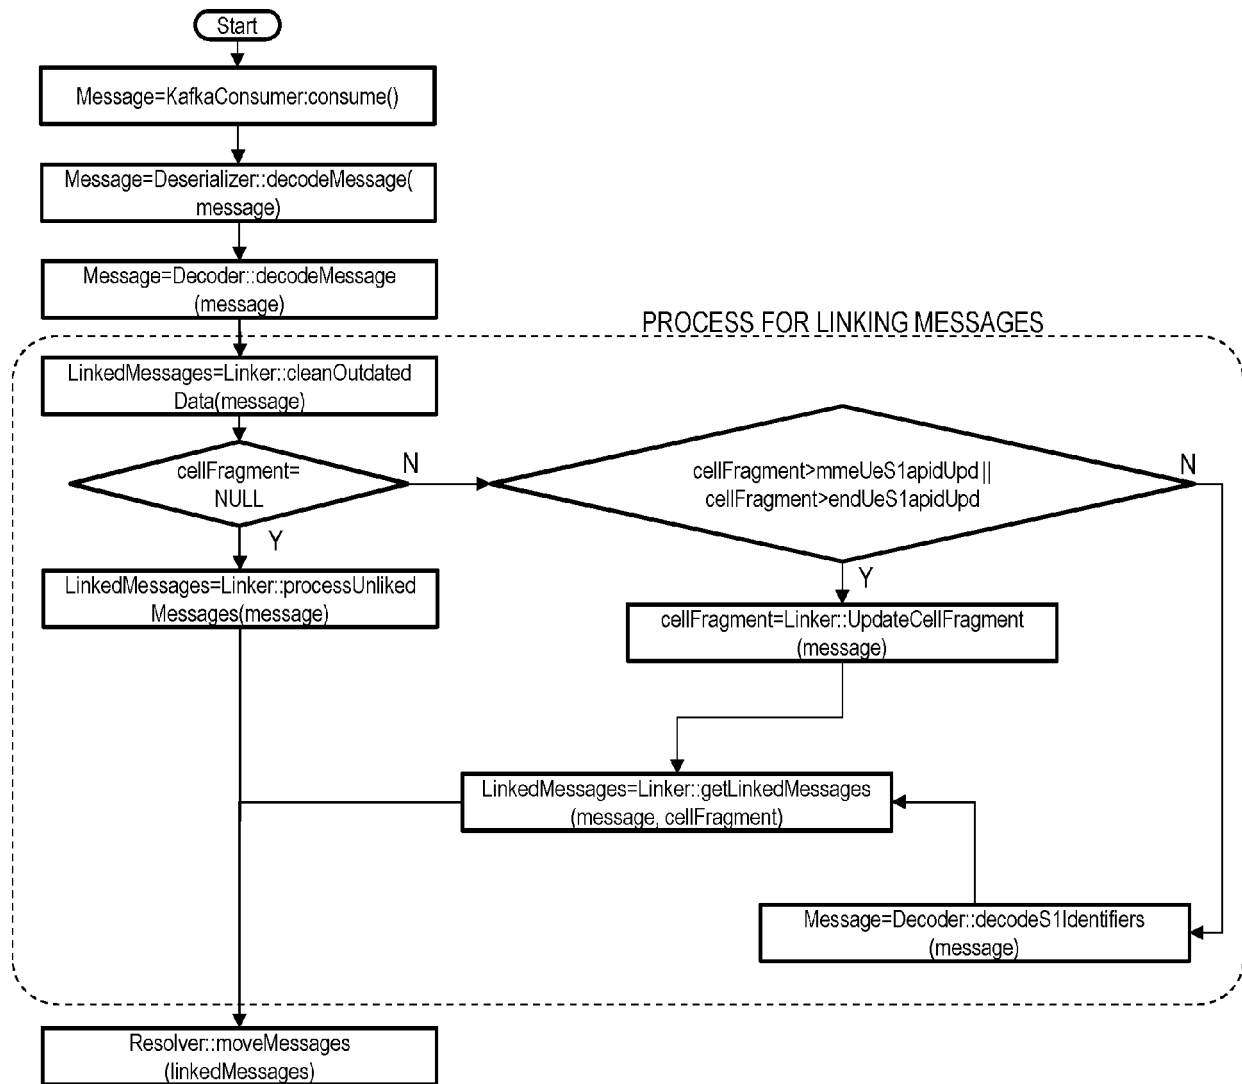 Start
Message=KafkaConsumer:consume()
Message=Deserializer::decodeMessage(
message)
Message=Decoder::decodeMessage
(message)
PROCESS FOR LINKING MESSAGES
LinkedMessages=Linker::cleanOutdated
Data(message)
cellFragment=
NULL
N
cellFragment>mmeUeS1apidUpd ||
cellFragment>endUeS1apidUpd
N
Y
Y
LinkedMessages=Linker::processUnliked
Messages(message)
cellFragment=Linker::UpdateCellFragment
(message)
LinkedMessages=Linker::getLinkedMessages
(message, cellFragment)
Message=Decoder::decodeS1Identifiers
(message)
Resolver::moveMessages
(linkedMessages)